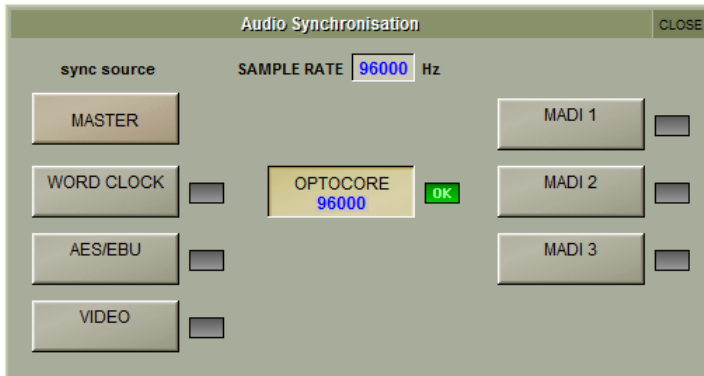 Audio Synchronisation
CLOSE
sync source
SAMPLE RATE 96000 Hz
MASTER
MADI 1
WORD CLOCK
OPTOCORE
96000
OK
MADI 2
AES/EBU
MADI 3
VIDEO